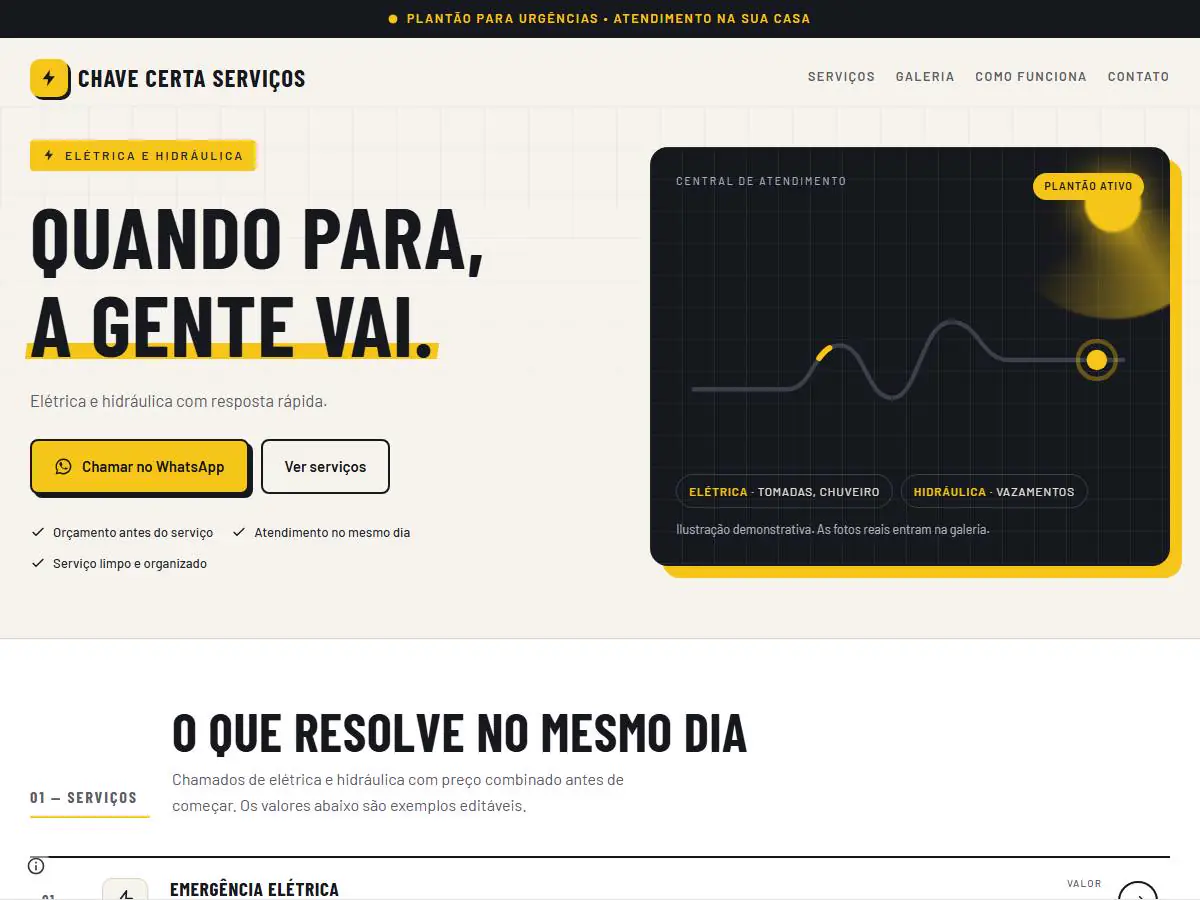 PLANTÃO PARA URGÊNCIAS • ATENDIMENTO NA SUA CASA
CHAVE CERTA SERVIÇOS
SERVIÇOS
GALERIA
COMO FUNCIONA
CONTATO
ELÉTRICA E HIDRÁULICA
QUANDO PARA,
A GENTE VAI.
Elétrica e hidráulica com resposta rápida.
Chamar no WhatsApp
Ver serviços
Orçamento antes do serviço
Atendimento no mesmo dia
Serviço limpo e organizado
CENTRAL DE ATENDIMENTO
PLANTÃO ATIVO
ELÉTRICA · TOMADAS, CHUVEIRO
HIDRÁULICA · VAZAMENTOS
Ilustração demonstrativa. As fotos reais entram na galeria.
01 — SERVIÇOS
O QUE RESOLVE NO MESMO DIA
Chamados de elétrica e hidráulica com preço combinado antes de
começar. Os valores abaixo são exemplos editáveis.
EMERGÊNCIA ELÉTRICA
VALOR